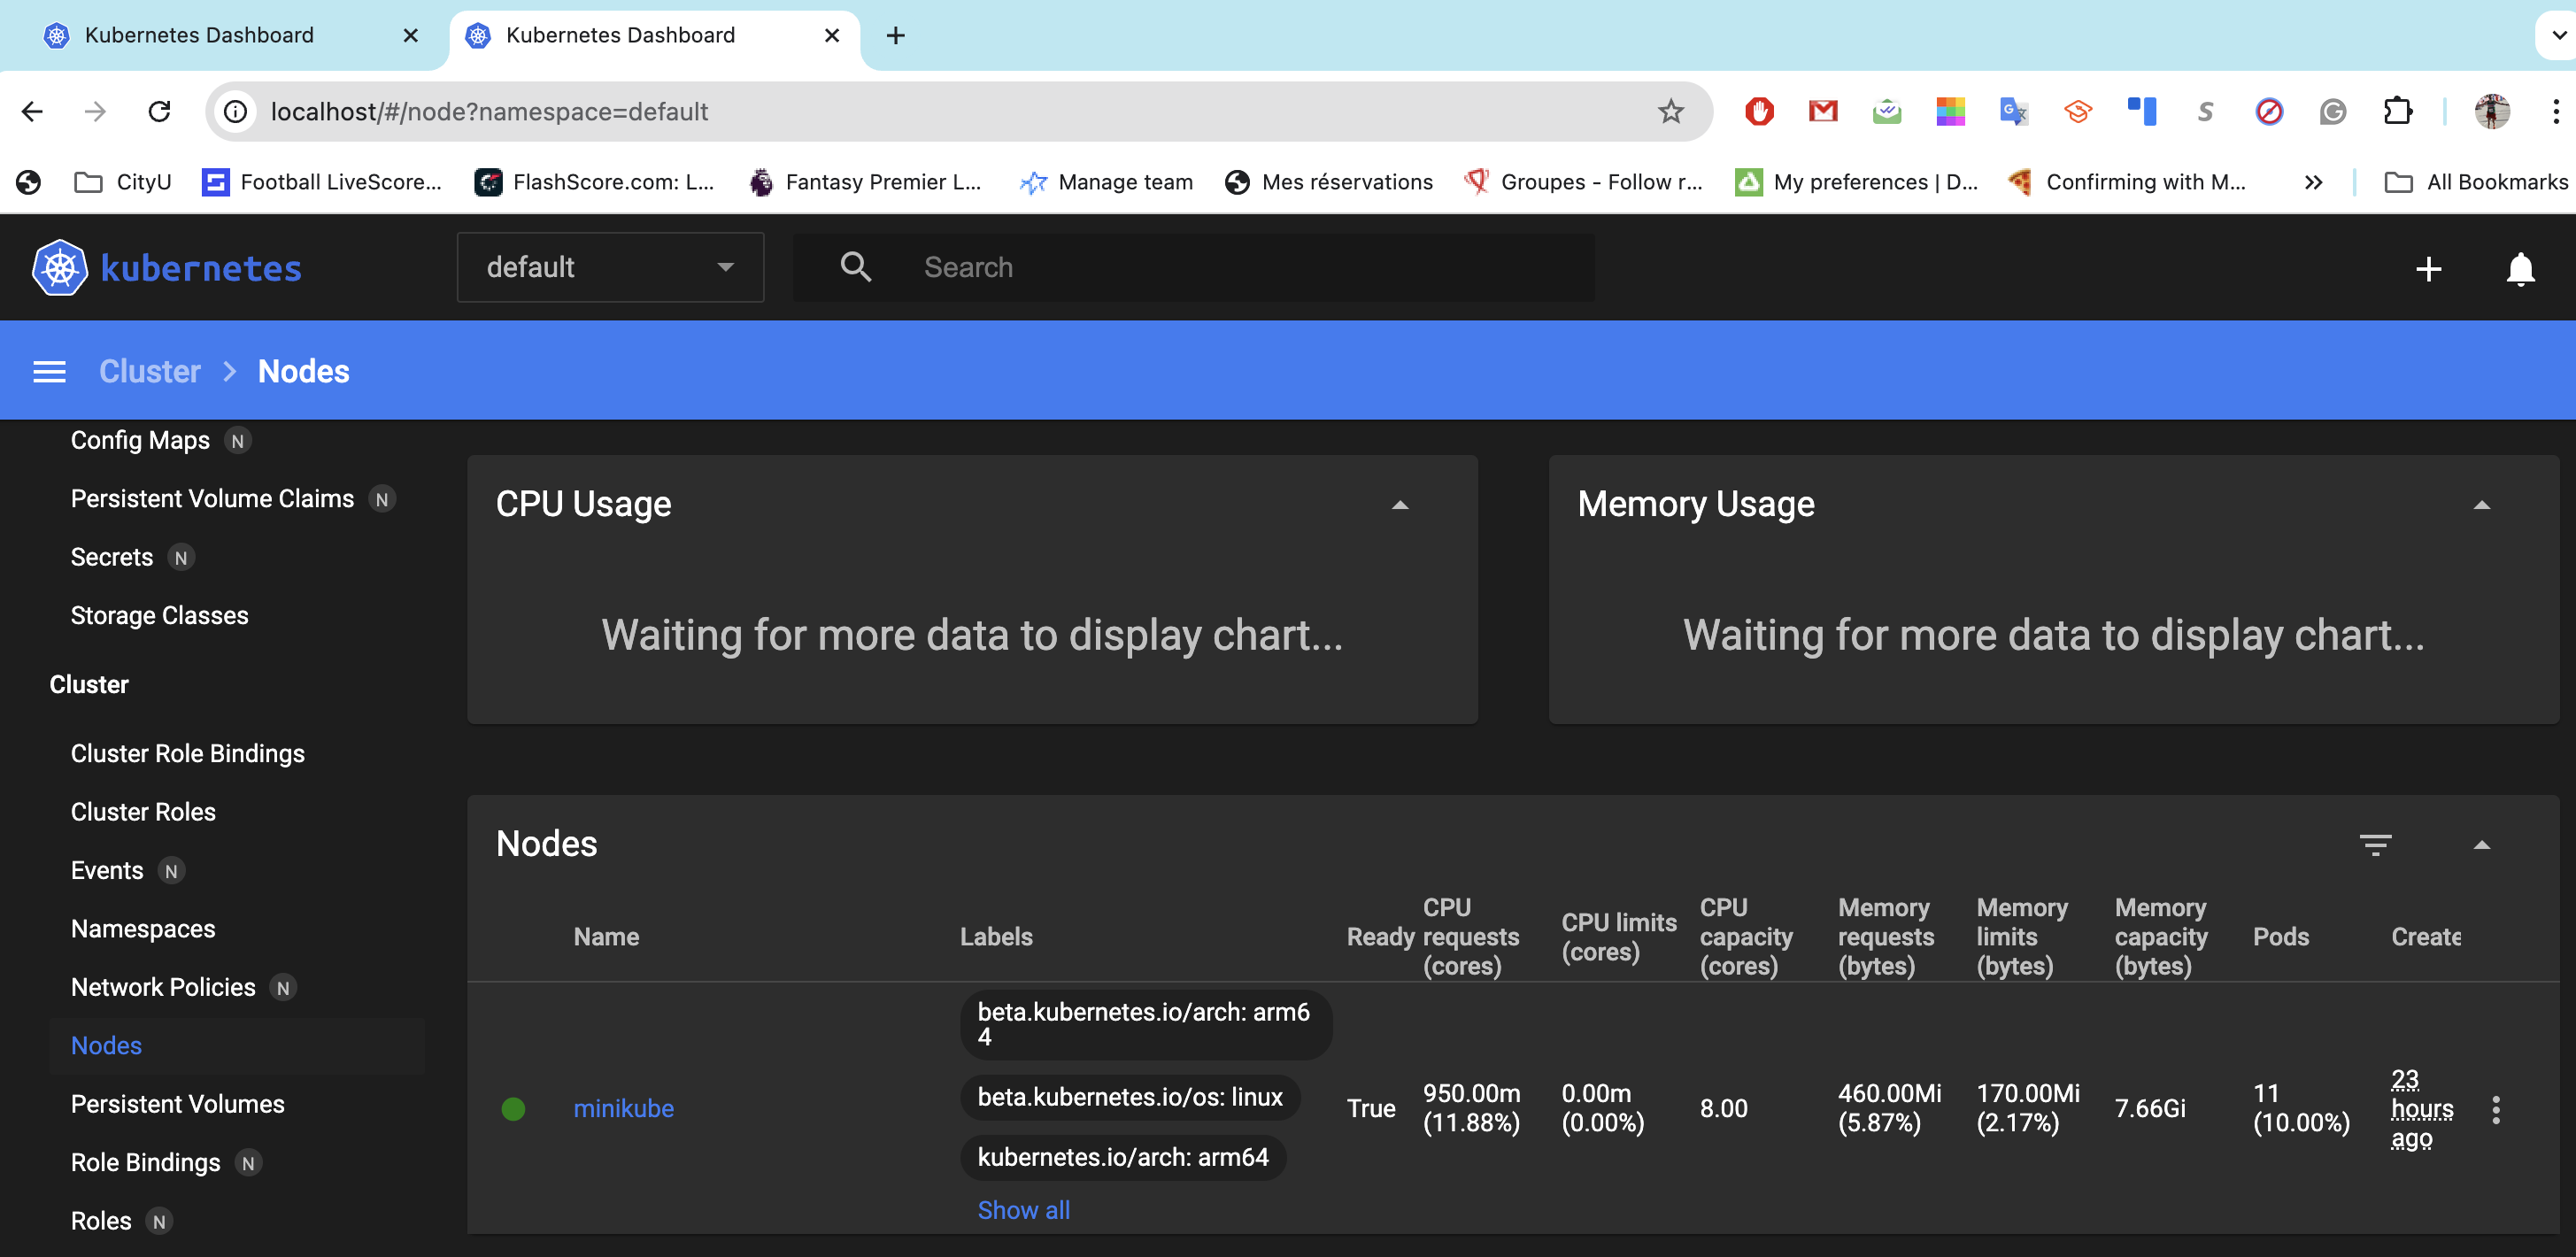 Kubernetes Dashboard
Kubernetes Dashboard
localhost/#/node?namespace=default
CityU
Football LiveScore...
FlashScore.com: L...
Fantasy Premier L...
Manage team
Mes réservations
Groupes - Follow r...
My preferences | D...
Confirming with M...
All Bookmarks
kubernetes
default
Search
Cluster
Nodes
Config Maps N
Persistent Volume Claims N
Secrets N
Storage Classes
Cluster
Cluster Role Bindings
Cluster Roles
Events N
Namespaces
Network Policies N
Nodes
Persistent Volumes
Role Bindings N
Roles N
CPU Usage
Waiting for more data to display chart...
Memory Usage
Waiting for more data to display chart...
Nodes
Name
Labels
Ready
CPU
requests
(cores)
CPU limits
(cores)
CPU
capacity
(cores)
Memory
requests
(bytes)
Memory
limits
(bytes)
Memory
capacity
(bytes)
Pods
Create
minikube
beta.kubernetes.io/arch: arm6
4
beta.kubernetes.io/os: linux
kubernetes.io/arch: arm64
Show all
True
950.00m
(11.88%)
0.00m
(0.00%)
8.00
460.00Mi
(5.87%)
170.00Mi
(2.17%)
7.66Gi
11
(10.00%)
23
hours
ago